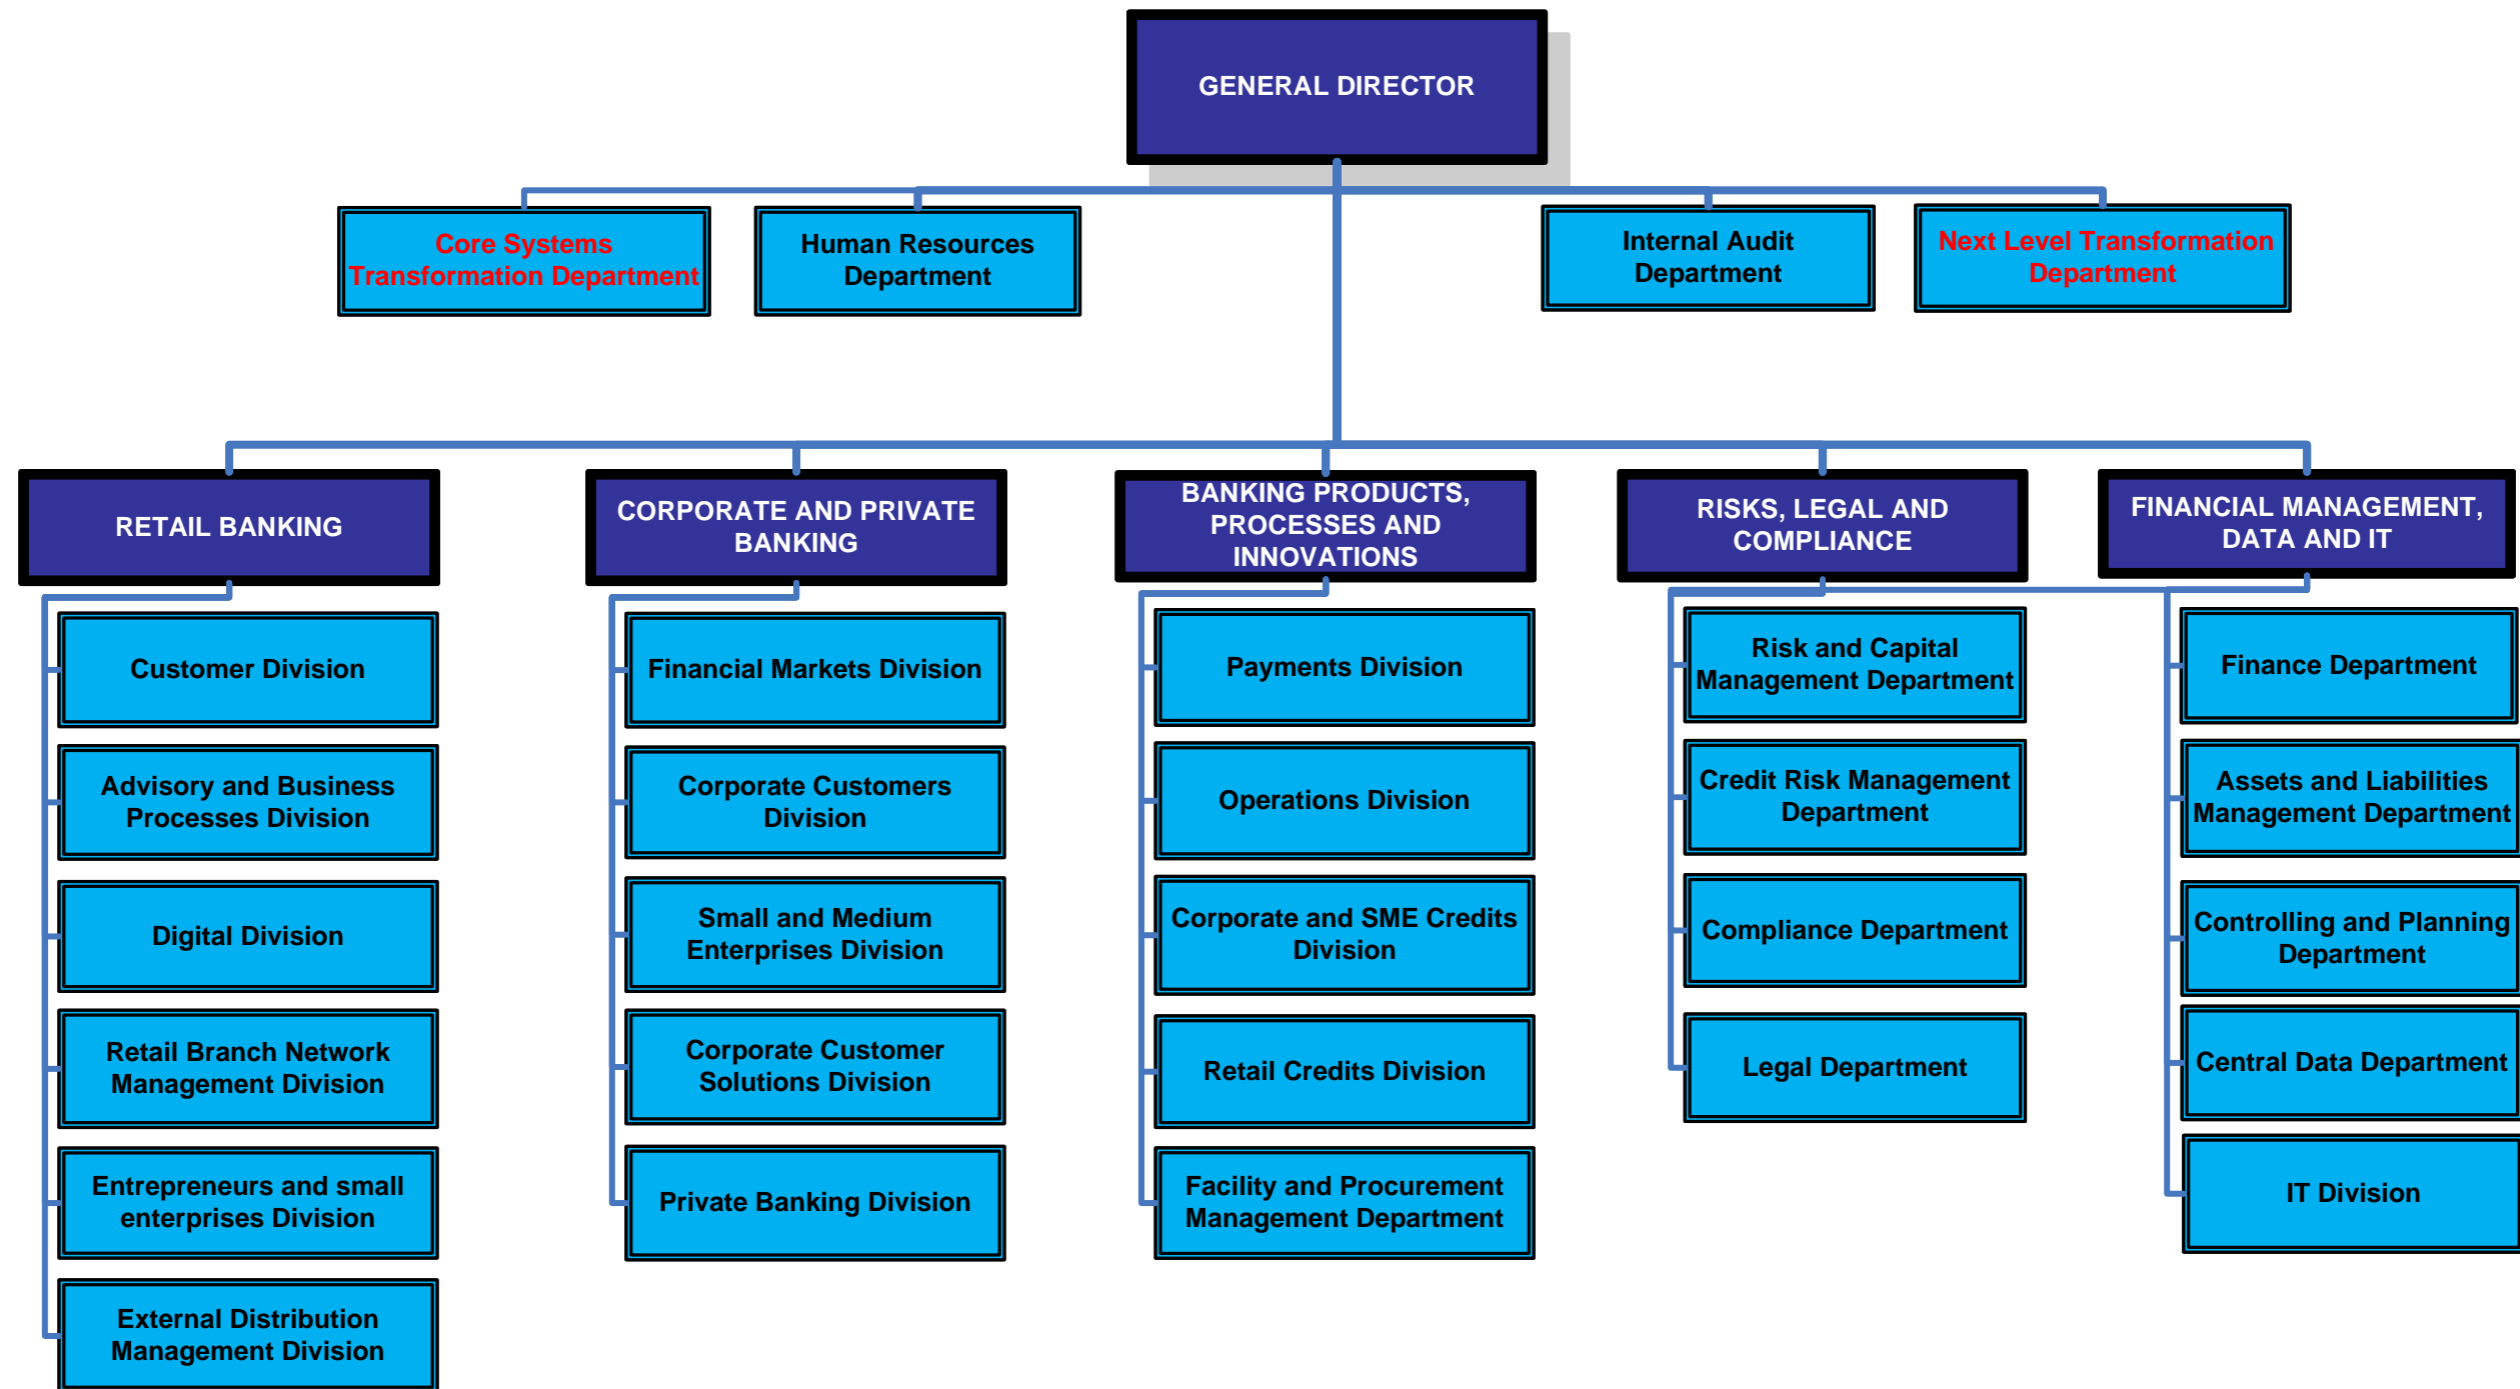 GENERAL DIRECTOR
Core Systems
Transformation Department
Human Resources
Department
Internal Audit
Department
Next Level Transformation
Department
RETAIL BANKING
CORPORATE AND PRIVATE
BANKING
BANKING PRODUCTS,
PROCESSES AND
INNOVATIONS
RISKS, LEGAL AND
COMPLIANCE
FINANCIAL MANAGEMENT,
DATA AND IT
Customer Division
Advisory and Business
Processes Division
Digital Division
Retail Branch Network
Management Division
Entrepreneurs and small
enterprises Division
External Distribution
Management Division
Financial Markets Division
Corporate Customers
Division
Small and Medium
Enterprises Division
Corporate Customer
Solutions Division
Private Banking Division
Payments Division
Operations Division
Corporate and SME Credits
Division
Retail Credits Division
Facility and Procurement
Management Department
Risk and Capital
Management Department
Credit Risk Management
Department
Compliance Department
Legal Department
Finance Department
Assets and Liabilities
Management Department
Controlling and Planning
Department
Central Data Department
IT Division